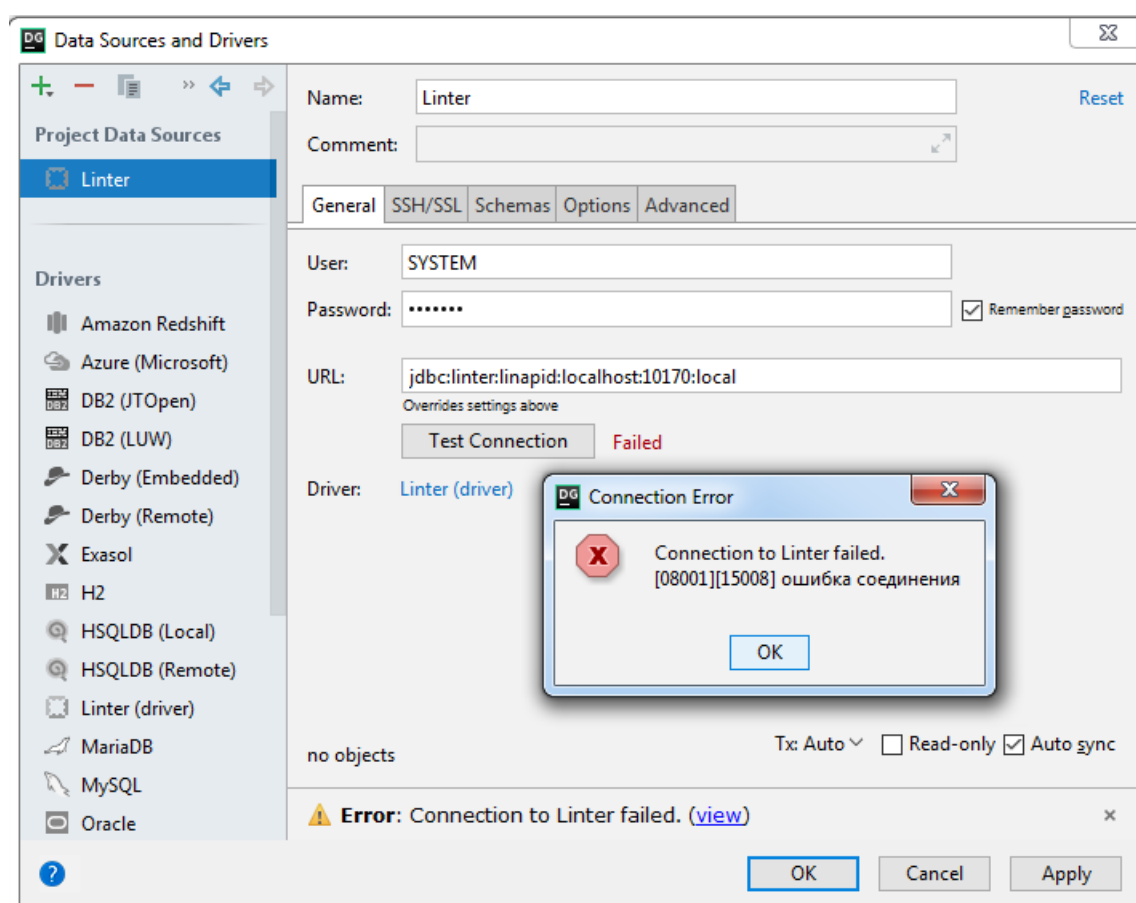 DG Data Sources and Drivers
Project Data Sources
Linter
Drivers
Amazon Redshift
Azure (Microsoft)
DB2 (JTOpen)
DB2 (LUW)
Derby (Embedded)
Derby (Remote)
Exasol
H2 H2
HSQLDB (Local)
HSQLDB (Remote)
Linter (driver)
MariaDB
MySQL
Oracle
Name: Linter Reset
Comment:
General SSH/SSL Schemas Options Advanced
User: SYSTEM
Password: ••••••• Remember password
URL: jdbc:linter:linapid:localhost:10170:local
Overrides settings above
Test Connection Failed
Driver: Linter (driver)
DG Connection Error
Connection to Linter failed.
[08001][15008] ошибка соединения
OK
no objects Tx: Auto Read-only Auto sync
Error: Connection to Linter failed. (view)
? OK Cancel Apply